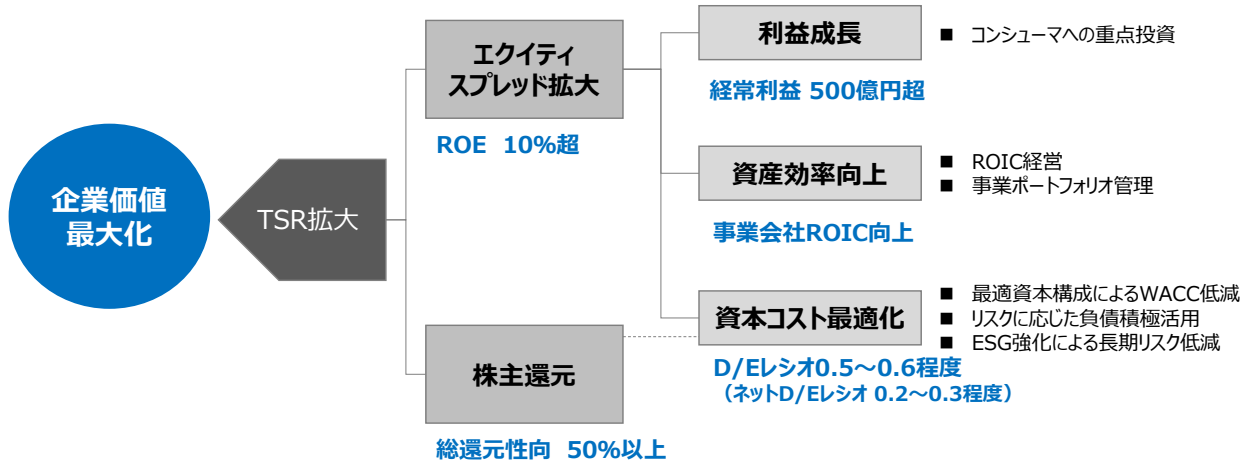 企業価値
最大化
TSR拡大
エクイティ
スプレッド拡大
ROE 10%超
株主還元
総還元性向 50%以上
利益成長
経常利益 500億円超
■ コンシューマへの重点投資
資産効率向上
事業会社ROIC向上
■ ROIC経営
■ 事業ポートフォリオ管理
資本コスト最適化
D/Eレシオ0.5～0.6程度
（ネットD/Eレシオ 0.2～0.3程度）
■ 最適資本構成によるWACC低減
■ リスクに応じた負債積極活用
■ ESG強化による長期リスク低減